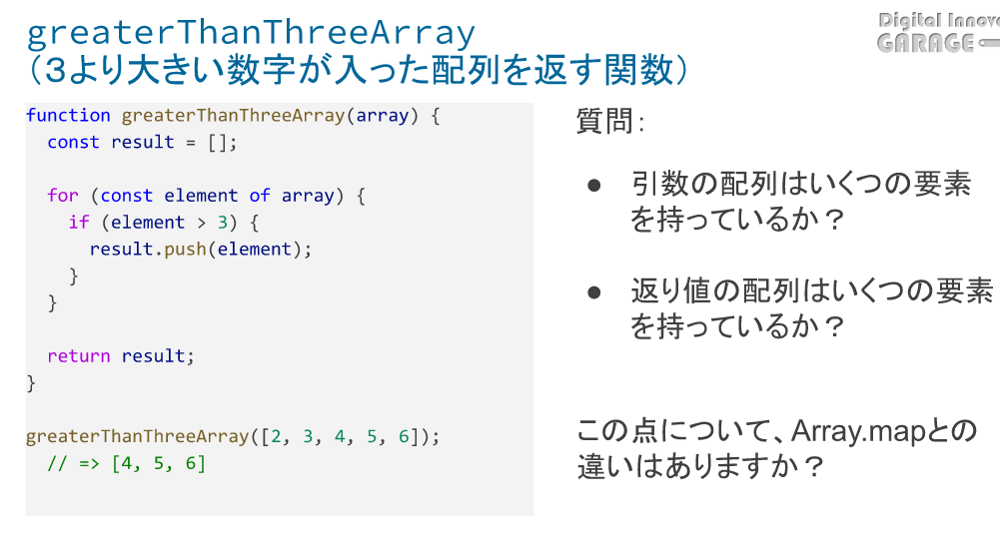 greaterThanThreeArray
（３より大きい数字が入った配列を返す関数）
Digital Innov
GARAGE
function greaterThanThreeArray(array) {
const result = [];
for (const element of array) {
if (element > 3) {
result.push(element);
}
}
return result;
}
greaterThanThreeArray([2, 3, 4, 5, 6]);
// => [4, 5, 6]
質問：
● 引数の配列はいくつの要素
を持っているか？
● 返り値の配列はいくつの要素
を持っているか？
この点について、Array.mapとの
違いはありますか？